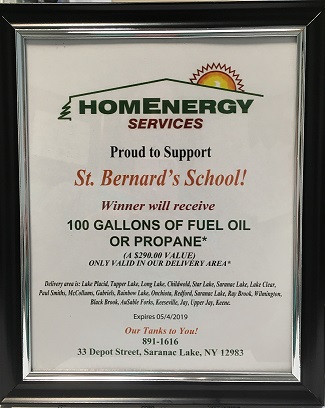 HOMENERGY
SERVICES
Proud to Support
St. Bernard's School!
Winner will receive
100 GALLONS OF FUEL OIL
OR PROPANE*
(A $290.00 VALUE)
ONLY VALID IN OUR DELIVERY AREA*
Delivery area is: Lake Placid, Tupper Lake, Long Lake, Childwold, Star Lake, Saranac Lake, Lake Clear,
Paul Smiths, McCollums, Gabriels, Rainbow Lake, Onchiota, Redford, Saranac Lake, Ray Brook, Wilmington,
Black Brook, AuSable Forks, Keeseville, Jay, Upper Jay, Keene.
Expires 05/4/2019
Our Tanks to You!
891-1616
33 Depot Street, Saranac Lake, NY 12983